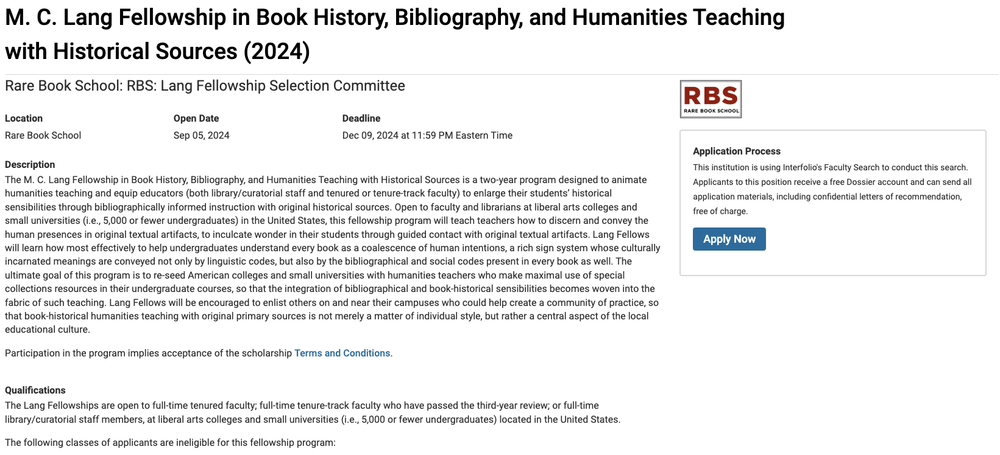 M. C. Lang Fellowship in Book History, Bibliography, and Humanities Teaching
with Historical Sources (2024)
Rare Book School: RBS: Lang Fellowship Selection Committee
Location
Rare Book School
Open Date
Sep 05, 2024
Deadline
Dec 09, 2024 at 11:59 PM Eastern Time
Description
The M. C. Lang Fellowship in Book History, Bibliography, and Humanities Teaching with Historical Sources is a two-year program designed to animate
humanities teaching and equip educators (both library/curatorial staff and tenured or tenure-track faculty) to enlarge their students’ historical
sensibilities through bibliographically informed instruction with original historical sources. Open to faculty and librarians at liberal arts colleges and
small universities (i.e., 5,000 or fewer undergraduates) in the United States, this fellowship program will teach teachers how to discern and convey the
human presences in original textual artifacts, to inculcate wonder in their students through guided contact with original textual artifacts. Lang Fellows
will learn how most effectively to help undergraduates understand every book as a coalescence of human intentions, a rich sign system whose culturally
incarnated meanings are conveyed not only by linguistic codes, but also by the bibliographical and social codes present in every book as well. The
ultimate goal of this program is to re-seed American colleges and small universities with humanities teachers who make maximal use of special
collections resources in their undergraduate courses, so that the integration of bibliographical and book-historical sensibilities becomes woven into the
fabric of such teaching. Lang Fellows will be encouraged to enlist others on and near their campuses who could help create a community of practice, so
that book-historical humanities teaching with original primary sources is not merely a matter of individual style, but rather a central aspect of the local
educational culture.
Participation in the program implies acceptance of the scholarship Terms and Conditions.
Qualifications
The Lang Fellowships are open to full-time tenured faculty; full-time tenure-track faculty who have passed the third-year review; or full-time
library/curatorial staff members, at liberal arts colleges and small universities (i.e., 5,000 or fewer undergraduates) located in the United States.
The following classes of applicants are ineligible for this fellowship program:
RBS
RARE BOOK SCHOOL
Application Process
This institution is using Interfolio's Faculty Search to conduct this search.
Applicants to this position receive a free Dossier account and can send all
application materials, including confidential letters of recommendation,
free of charge.
Apply Now